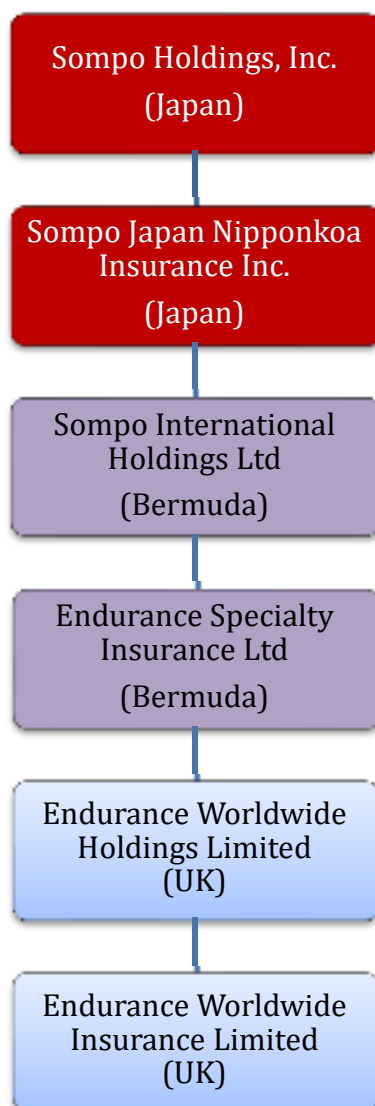 Sompo Holdings, Inc.
(Japan)
Sompo Japan Nipponkoa
Insurance Inc.
(Japan)
Sompo International
Holdings Ltd
(Bermuda)
Endurance Specialty
Insurance Ltd
(Bermuda)
Endurance Worldwide
Holdings Limited
(UK)
Endurance Worldwide
Insurance Limited
(UK)